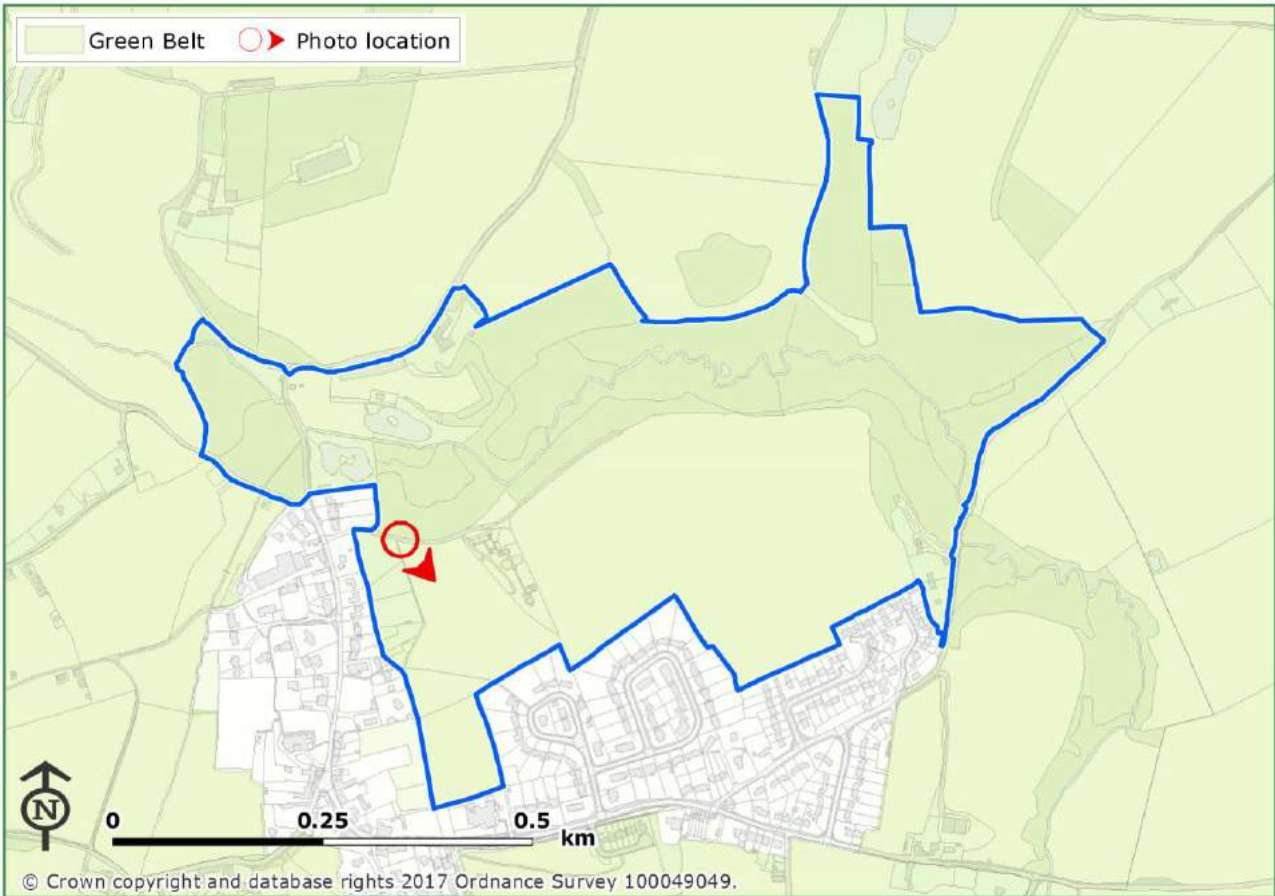 Green Belt Photo location
N
0 0.25 0.5
km
© Crown copyright and database rights 2017 Ordnance Survey 100049049.